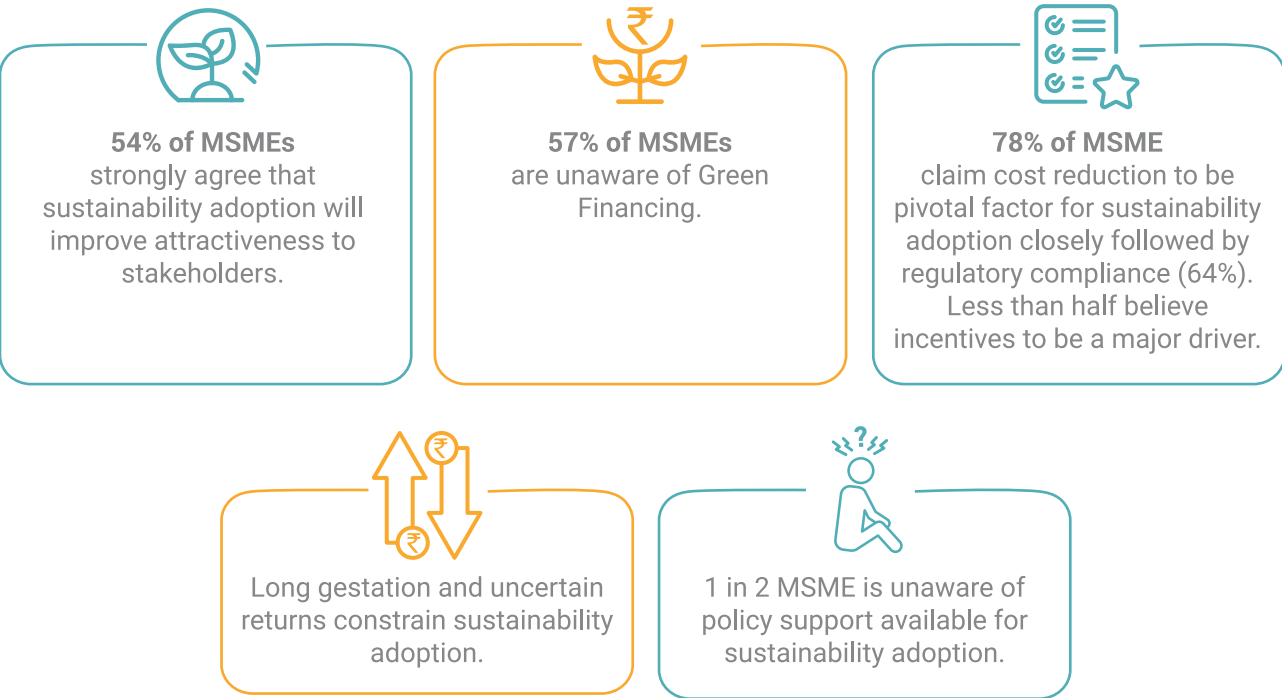 54% of MSMEs
strongly agree that
sustainability adoption will
improve attractiveness to
stakeholders.
₹
57% of MSMEs
are unaware of Green
Financing.
78% of MSME
claim cost reduction to be
pivotal factor for sustainability
adoption closely followed by
regulatory compliance (64%).
Less than half believe
incentives to be a major driver.
₹
₹
Long gestation and uncertain
returns constrain sustainability
adoption.
?
1 in 2 MSME is unaware of
policy support available for
sustainability adoption.